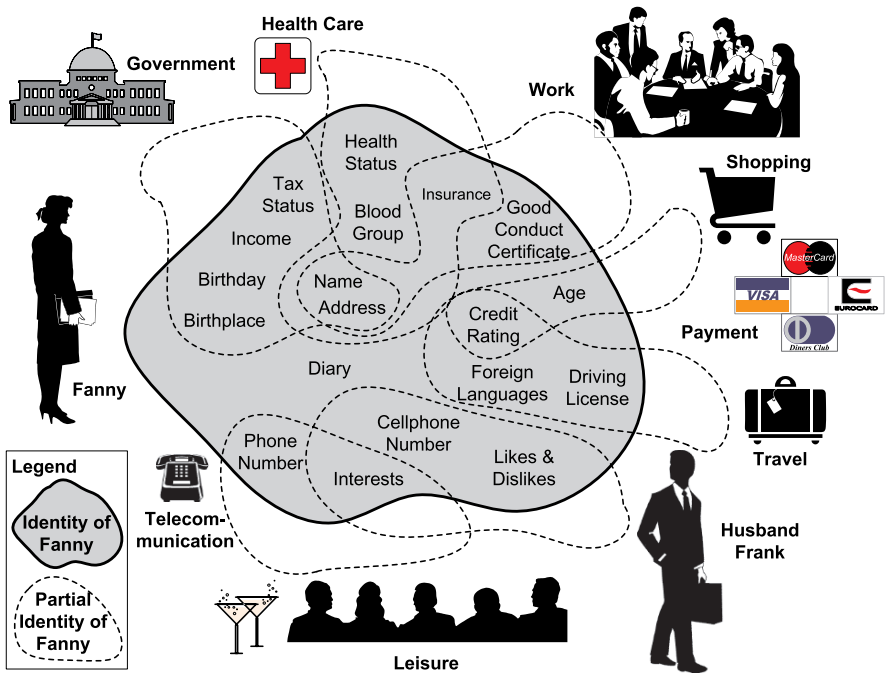 Health Care
Government
Work
Shopping
Health
Status
Tax
Status
Insurance
Blood
Group
Good
Conduct
Certificate
Income
MasterCard
Birthday
Name
Address
Age
VISA
EUROCARD
Birthplace
Credit
Rating
Payment
Diners Club
Diary
Foreign
Languages
Driving
License
Fanny
Cellphone
Number
Phone
Number
Interests
Likes &
Dislikes
Travel
Legend
Identity of
Fanny
Telecom-
munication
Husband
Frank
Partial
Identity of
Fanny
Leisure